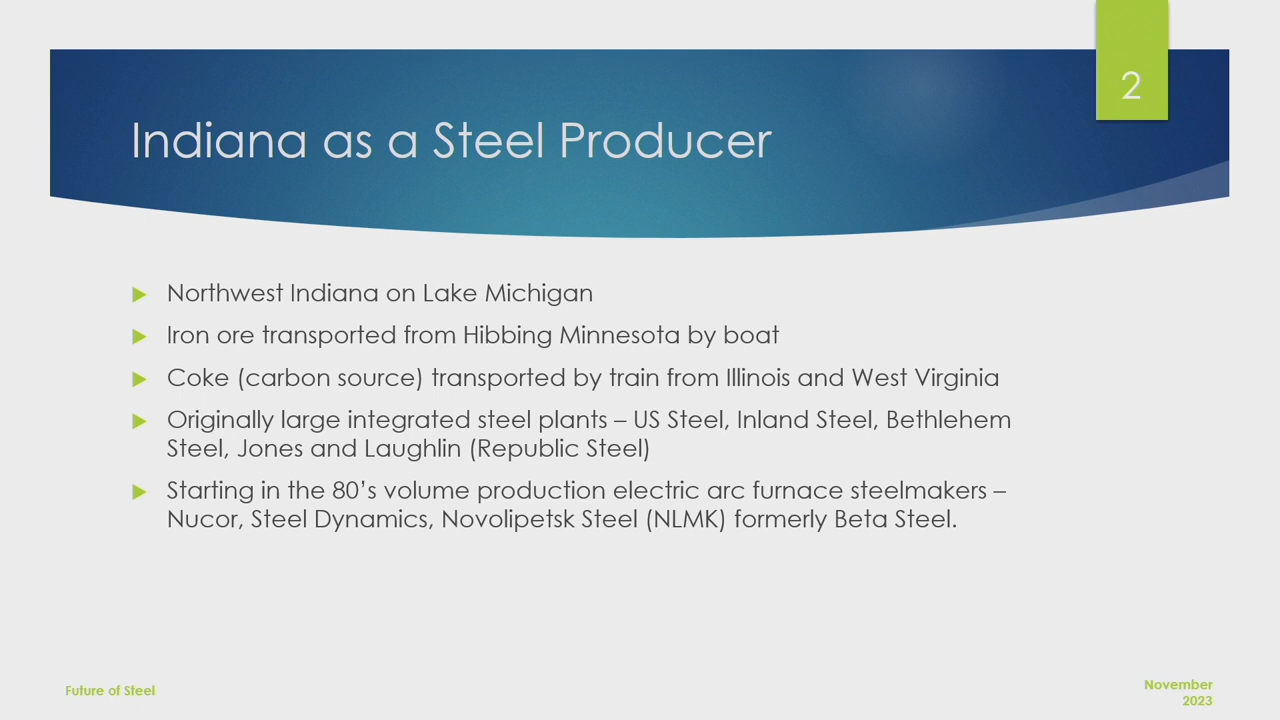 2
Indiana as a Steel Producer
Northwest Indiana on Lake Michigan
Iron ore transported from Hibbing Minnesota by boat
Coke (carbon source) transported by train from Illinois and West Virginia
Originally large integrated steel plants – US Steel, Inland Steel, Bethlehem
Steel, Jones and Laughlin (Republic Steel)
Starting in the 80’s volume production electric arc furnace steelmakers –
Nucor, Steel Dynamics, Novolipetsk Steel (NLMK) formerly Beta Steel.
Future of Steel
November
2023